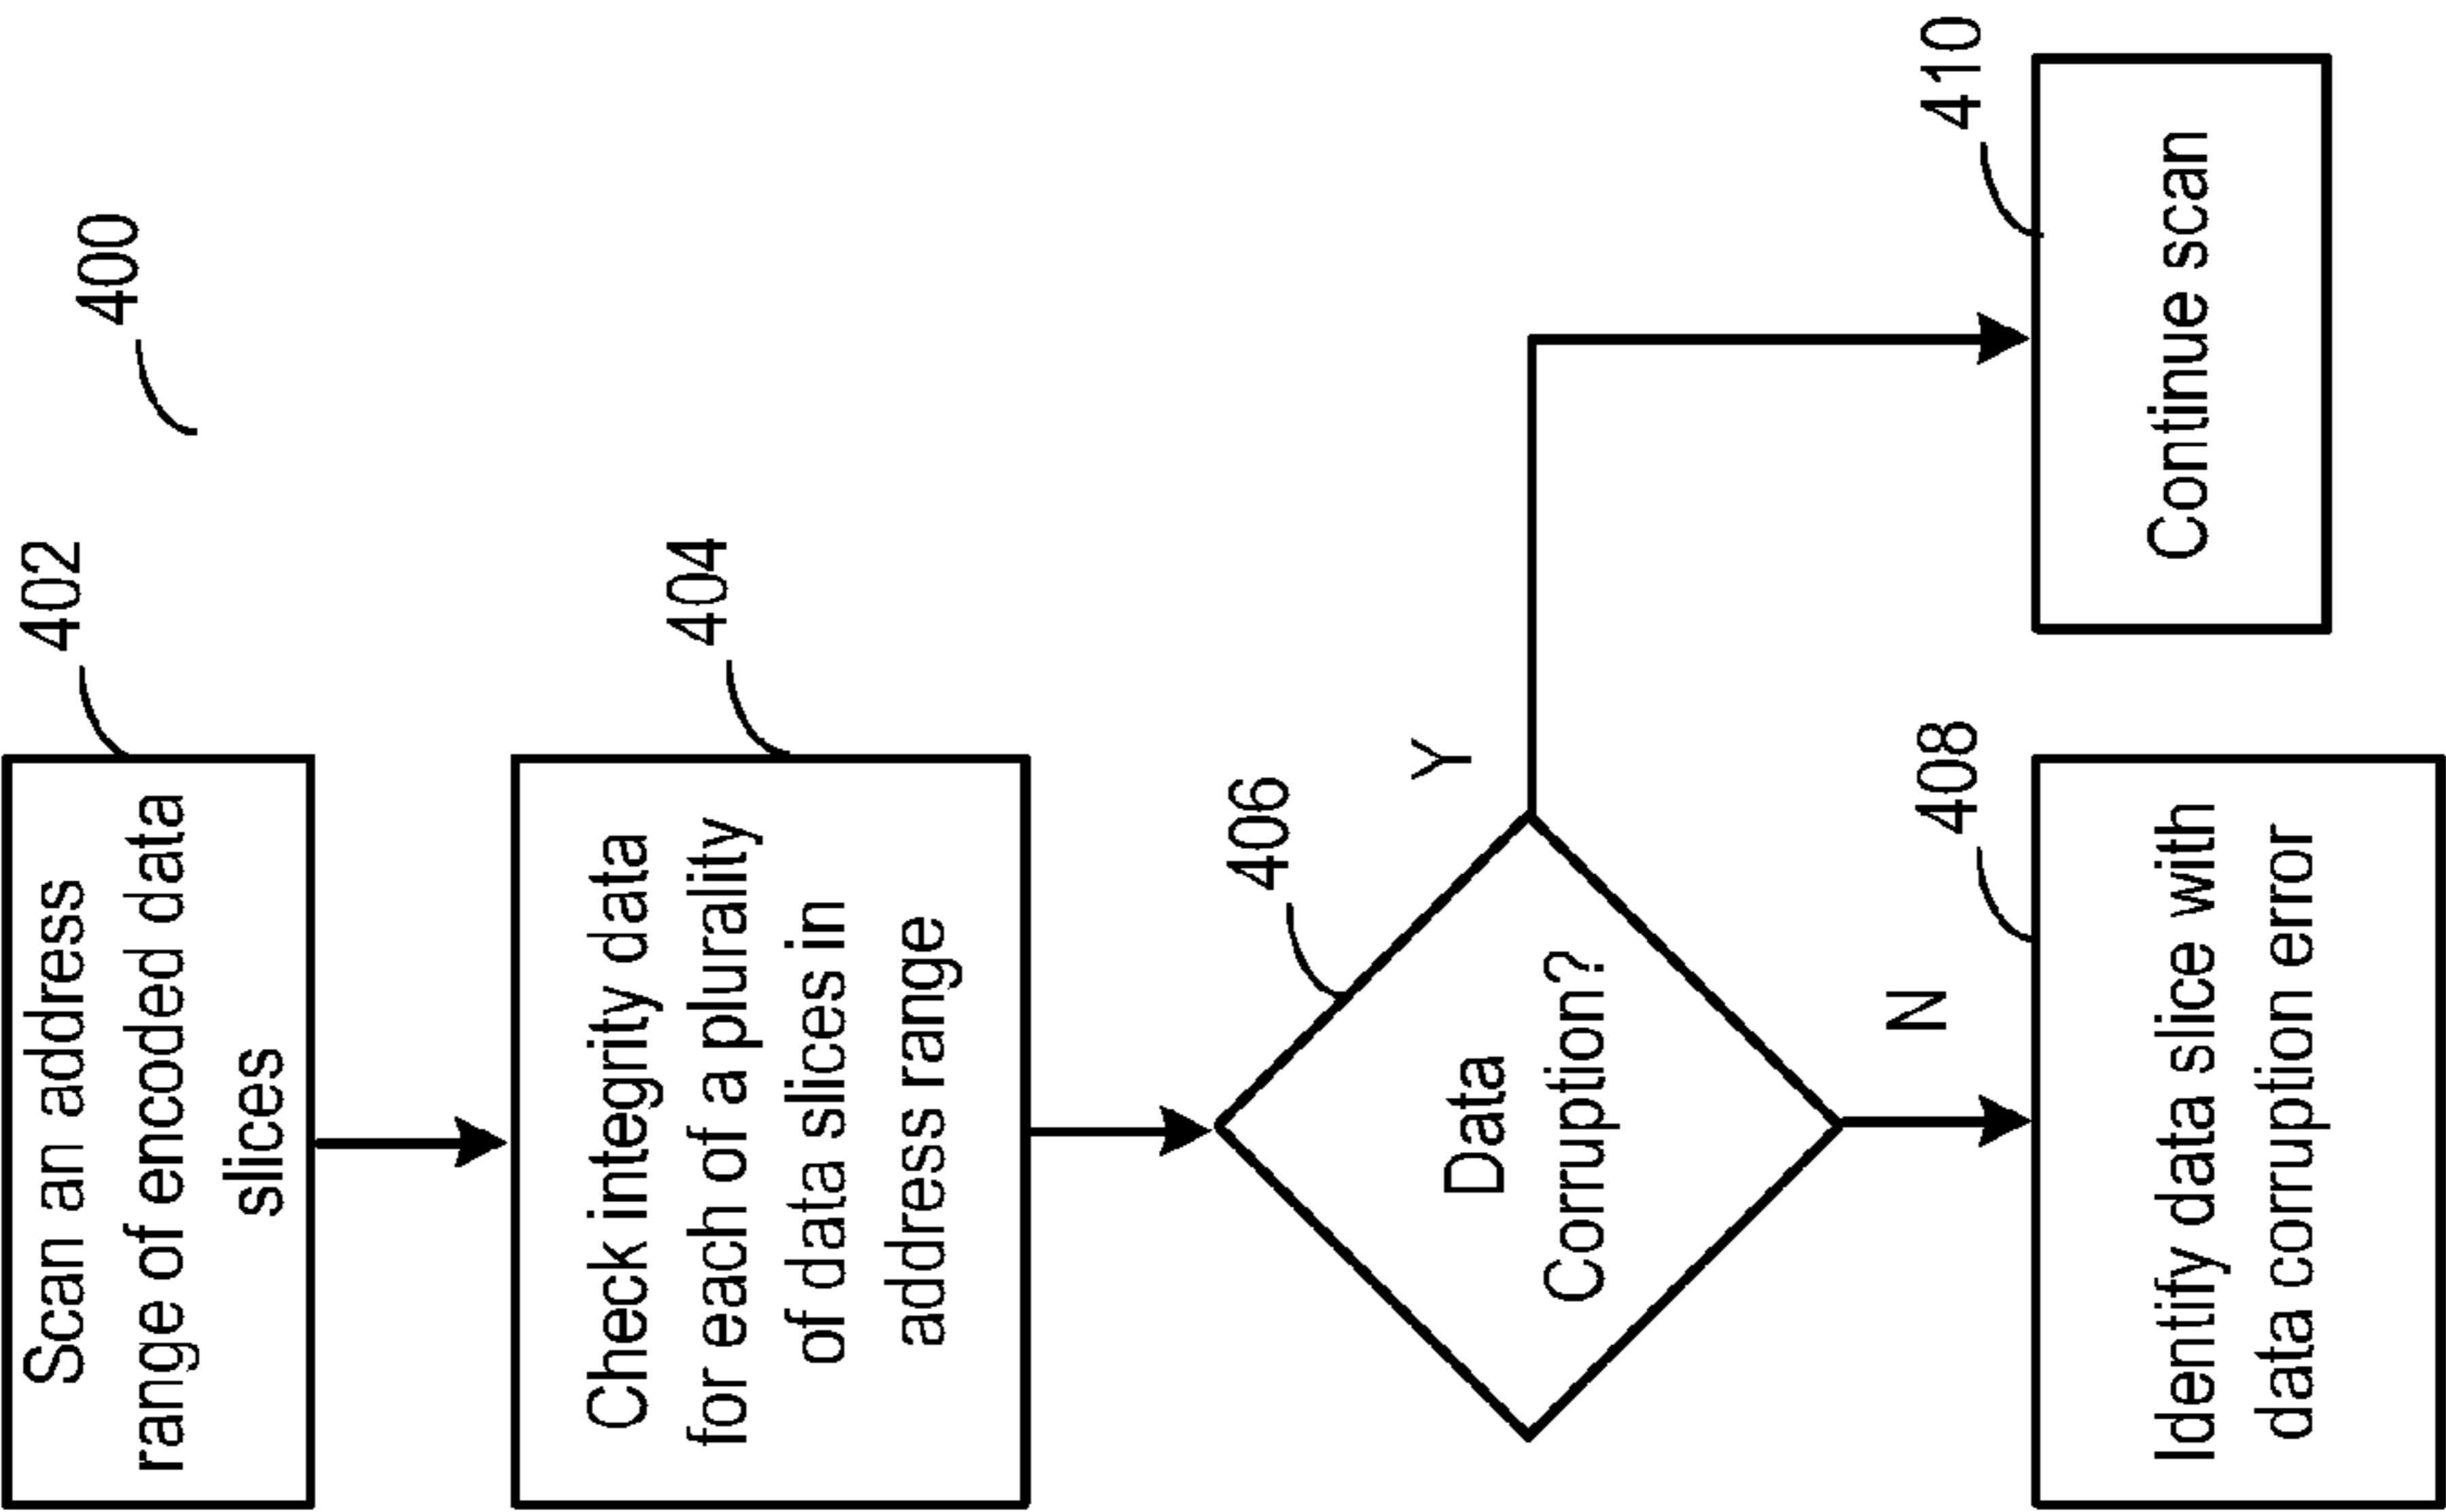 400
402
Scan an address
range of encoded data
slices
404
Check integrity data
for each of a plurality
of data slices in
address range
406
Data
Corruption?
Y
N
408
Identify data slice with
data corruption error
410
Continue scan